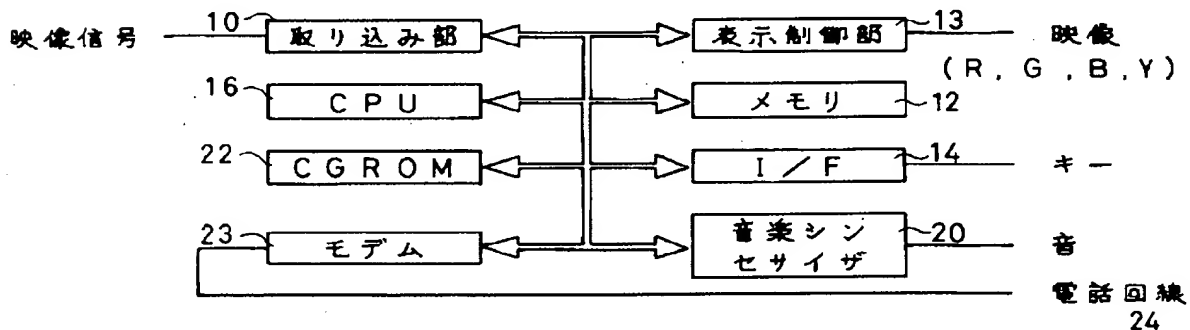 映像信号 10 取り込み部 表示制御部 13 映像
(R, G, B, Y)
16 CPU メモリ 12
22 CGROM I/F 14 キー
23 モデム 音楽シン
セサイザ 20 音
電話回線
24